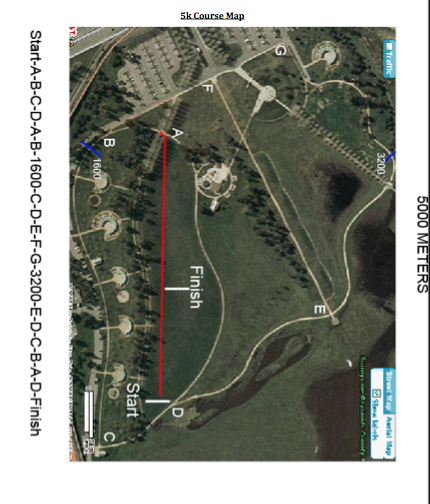 5k Course Map
5000 METERS
Traffic
Street Map Aerial Map
Show labels
G
F
3200
A
B
1600
E
Finish
Start
D
C
Start-A-B-C-D-A-B-1600-C-D-E-F-G-3200-E-D-C-B-A-D-Finish